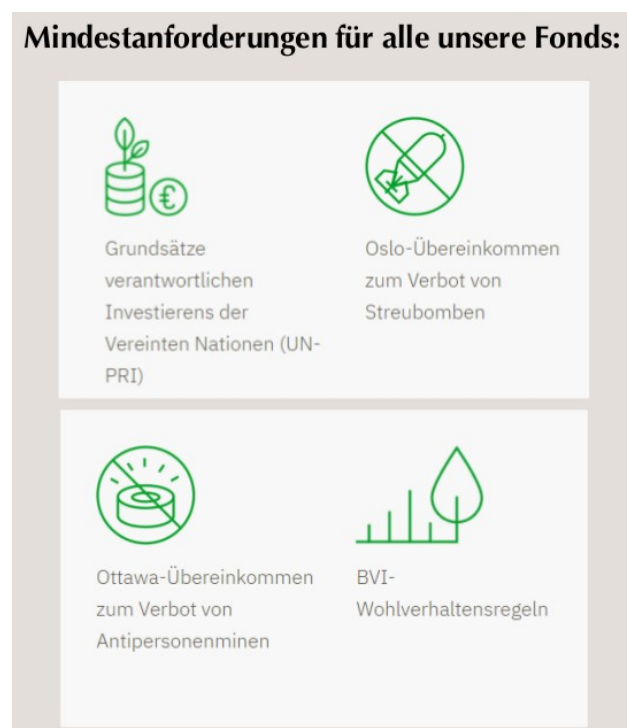 Mindestanforderungen für alle unsere Fonds:
Grundsätze
verantwortlichen
Investierens der
Vereinten Nationen (UN-
PRI)
Oslo-Übereinkommen
zum Verbot von
Streubomben
Ottawa-Übereinkommen
zum Verbot von
Antipersonenminen
BVI-
Wohlverhaltensregeln